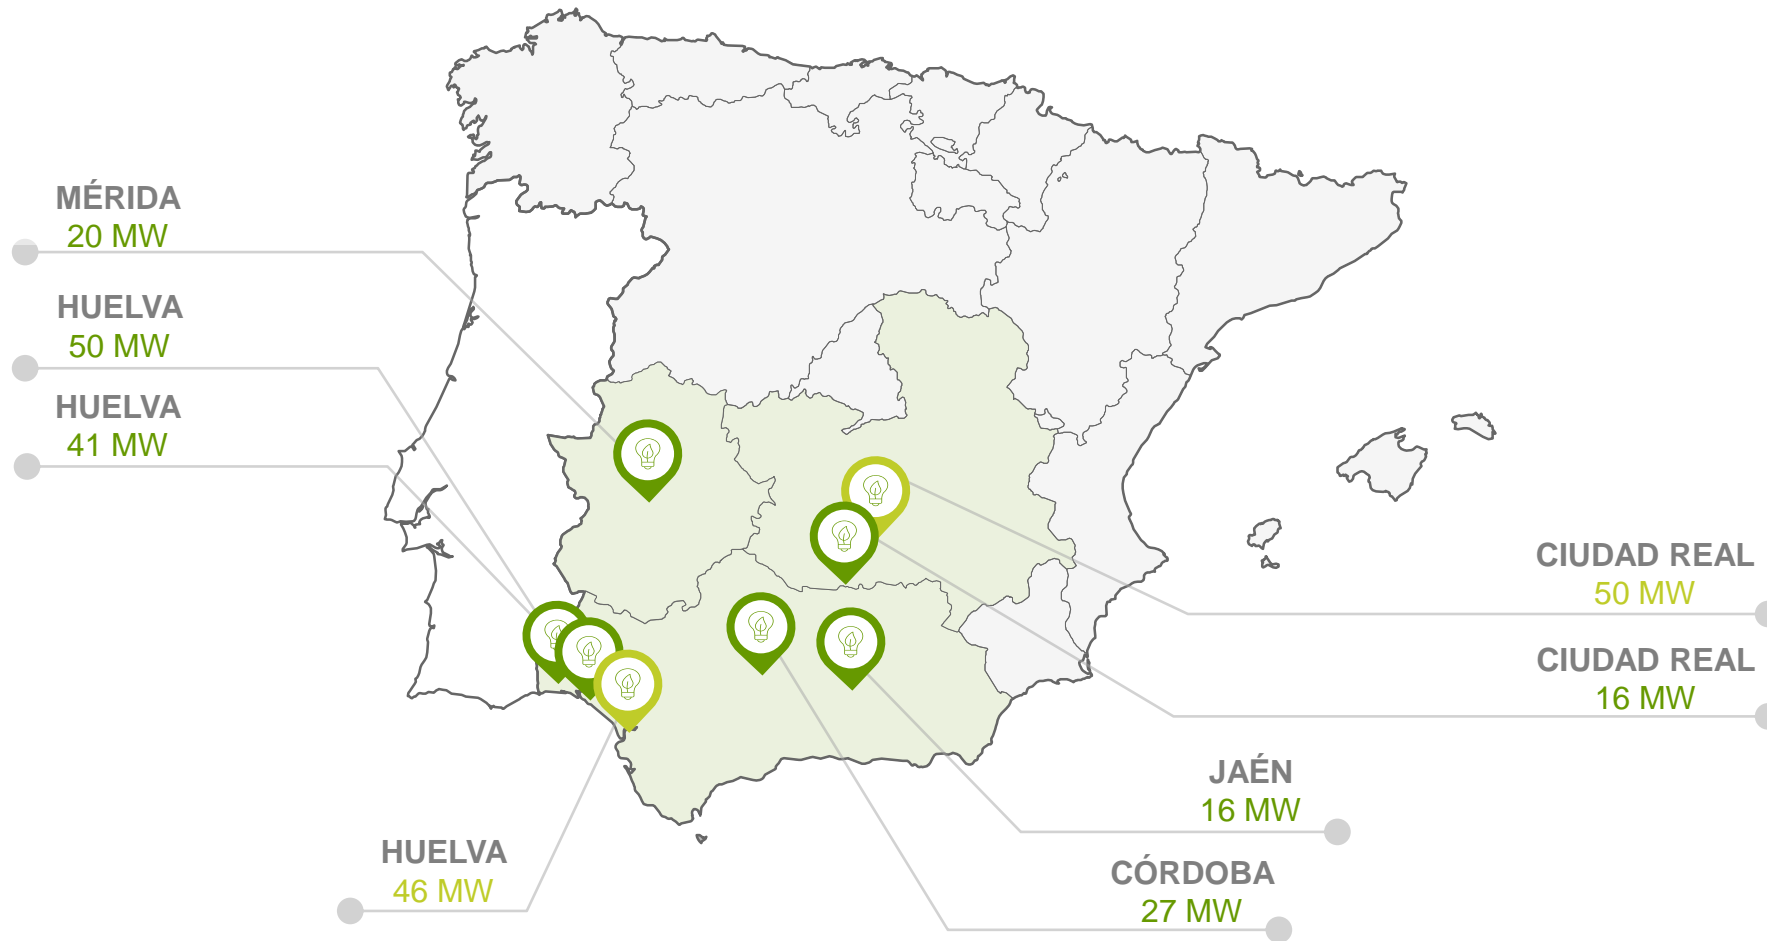 MÉRIDA
20 MW
HUELVA
50 MW
HUELVA
41 MW
HUELVA
46 MW
CIUDAD REAL
50 MW
CIUDAD REAL
16 MW
JAÉN
16 MW
CÓRDOBA
27 MW